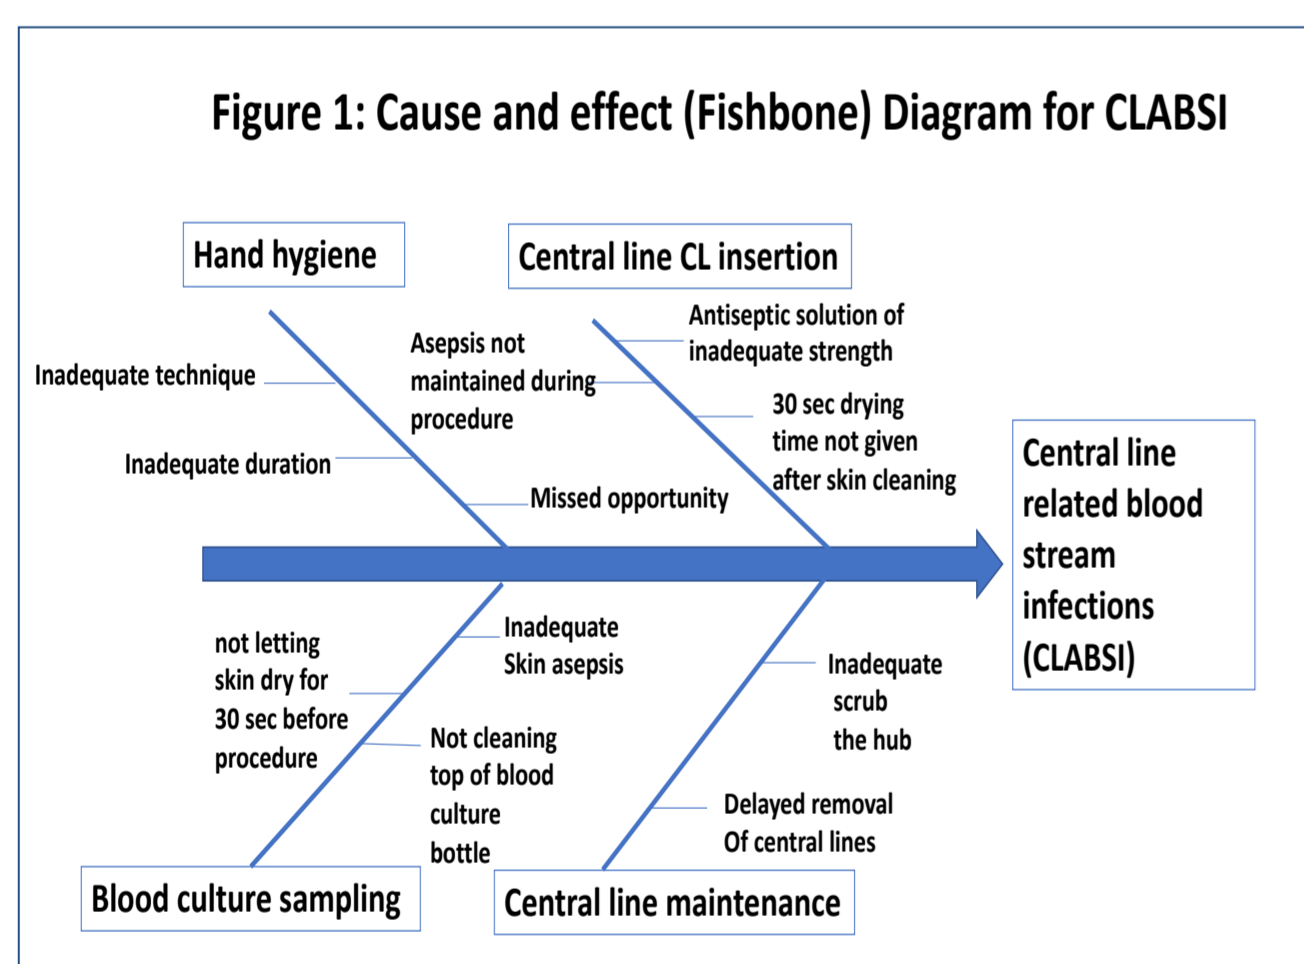 Figure 1: Cause and effect (Fishbone) Diagram for CLABSI
Hand hygiene
Inadequate technique
Inadequate duration
Missed opportunity
Central line CL insertion
Antiseptic solution of
inadequate strength
Asepsis not
maintained during
procedure
30 sec drying
time not given
after skin cleaning
Central line
related blood
stream
infections
(CLABSI)
not letting
skin dry for
30 sec before
procedure
Inadequate
Skin asepsis
Not cleaning
top of blood
culture
bottle
Blood culture sampling
Inadequate
scrub
the hub
Delayed removal
Of central lines
Central line maintenance